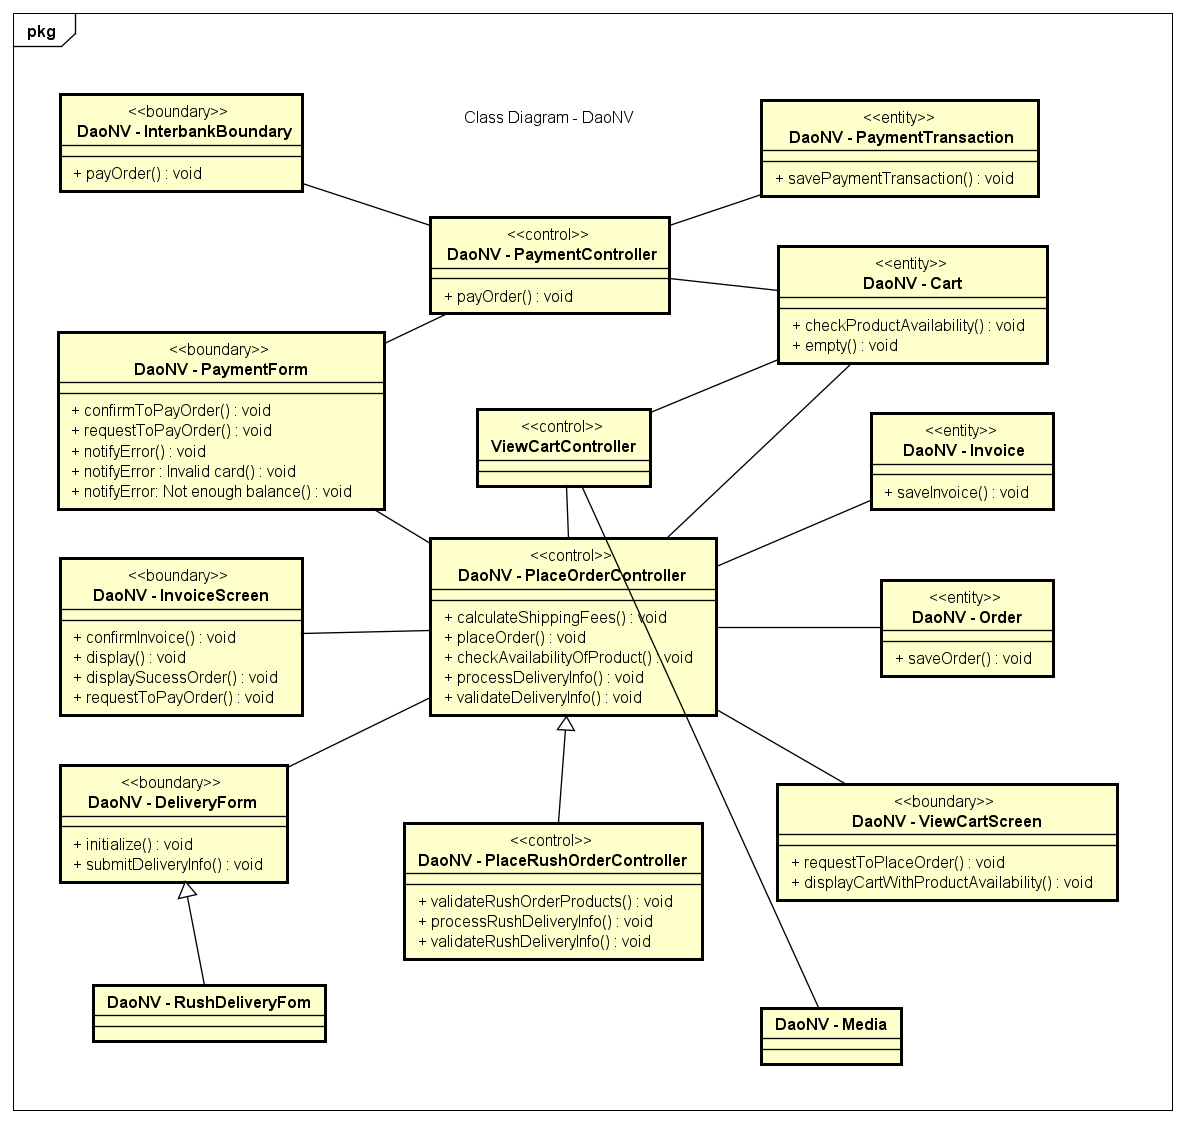 pkg
Class Diagram - DaoNV
<<boundary>>
DaoNV - InterbankBoundary
+ payOrder() : void
<<entity>>
DaoNV - PaymentTransaction
+ savePaymentTransaction() : void
<<control>>
DaoNV - PaymentController
+ payOrder() : void
<<entity>>
DaoNV - Cart
+ checkProductAvailability() : void
+ empty() : void
<<boundary>>
DaoNV - PaymentForm
+ confirmToPayOrder() : void
+ requestToPayOrder() : void
+ notifyError() : void
+ notifyError : Invalid card() : void
+ notifyError: Not enough balance() : void
<<control>>
ViewCartController
<<entity>>
DaoNV - Invoice
+ saveInvoice() : void
<<control>>
DaoNV - PlaceOrderController
+ calculateShippingFees() : void
+ placeOrder() : void
+ checkAvailabilityOfProduct() : void
+ processDeliveryInfo() : void
+ validateDeliveryInfo() : void
<<boundary>>
DaoNV - InvoiceScreen
+ confirmInvoice() : void
+ display() : void
+ displaySucessOrder() : void
+ requestToPayOrder() : void
<<entity>>
DaoNV - Order
+ saveOrder() : void
<<boundary>>
DaoNV - DeliveryForm
+ initialize() : void
+ submitDeliveryInfo() : void
<<control>>
DaoNV - PlaceRushOrderController
+ validateRushOrderProducts() : void
+ processRushDeliveryInfo() : void
+ validateRushDeliveryInfo() : void
<<boundary>>
DaoNV - ViewCartScreen
+ requestToPlaceOrder() : void
+ displayCartWithProductAvailability() : void
DaoNV - RushDeliveryFom
DaoNV - Media